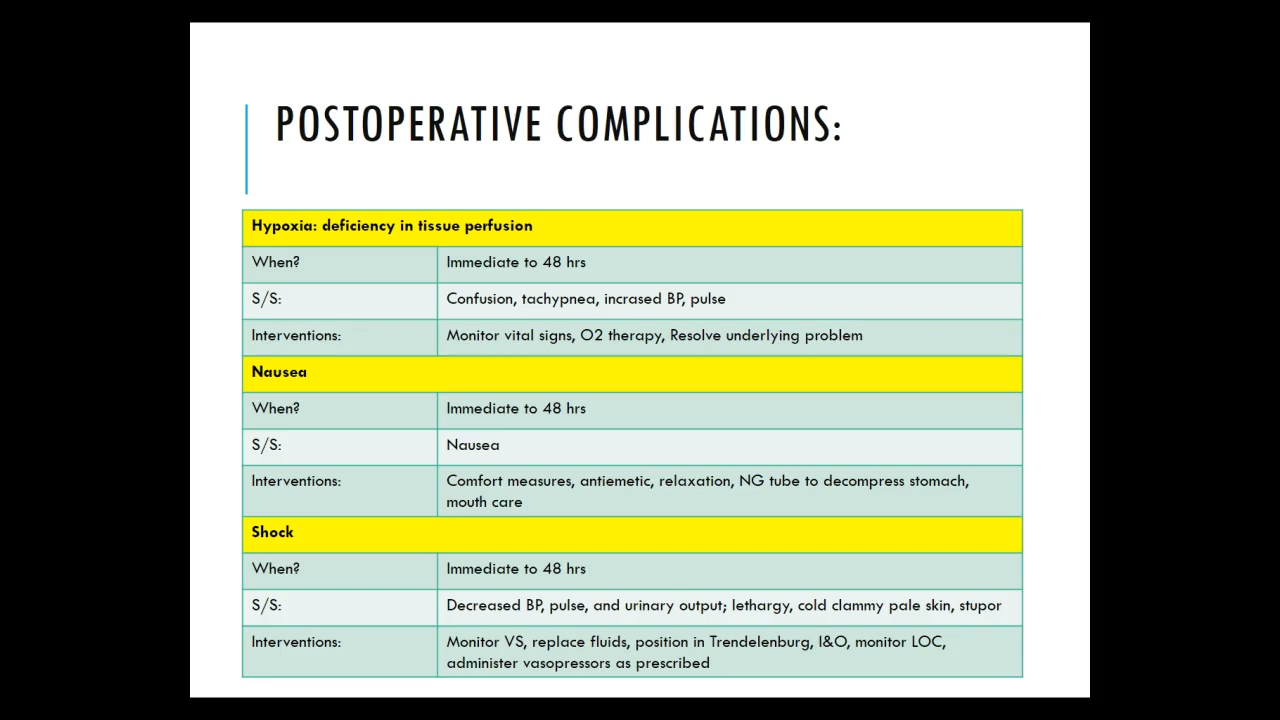 POSTOPERATIVE COMPLICATIONS:
Hypoxia: deficiency in tissue perfusion
When? Immediate to 48 hrs
S/S: Confusion, tachypnea, incrased BP, pulse
Interventions: Monitor vital signs, O2 therapy, Resolve underlying problem
Nausea
When? Immediate to 48 hrs
S/S: Nausea
Interventions: Comfort measures, antiemetic, relaxation, NG tube to decompress stomach,
mouth care
Shock
When? Immediate to 48 hrs
S/S: Decreased BP, pulse, and urinary output; lethargy, cold clammy pale skin, stupor
Interventions: Monitor VS, replace fluids, position in Trendelenburg, I&O, monitor LOC,
administer vasopressors as prescribed